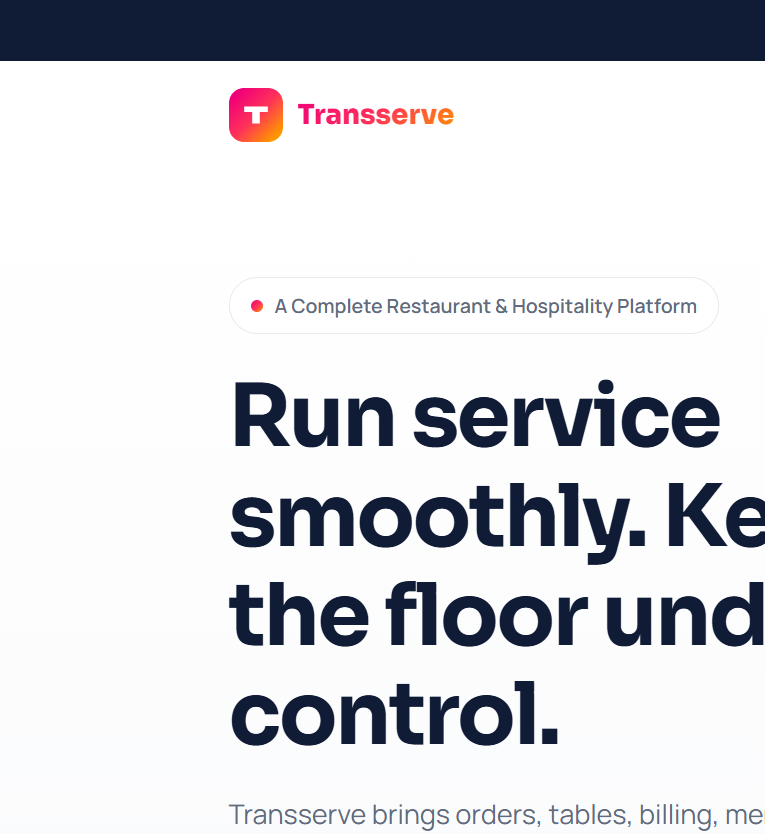 T
Transserve
A Complete Restaurant & Hospitality Platform
Run service
smoothly. Ke
the floor und
control.
Transserve brings orders, tables, billing, me